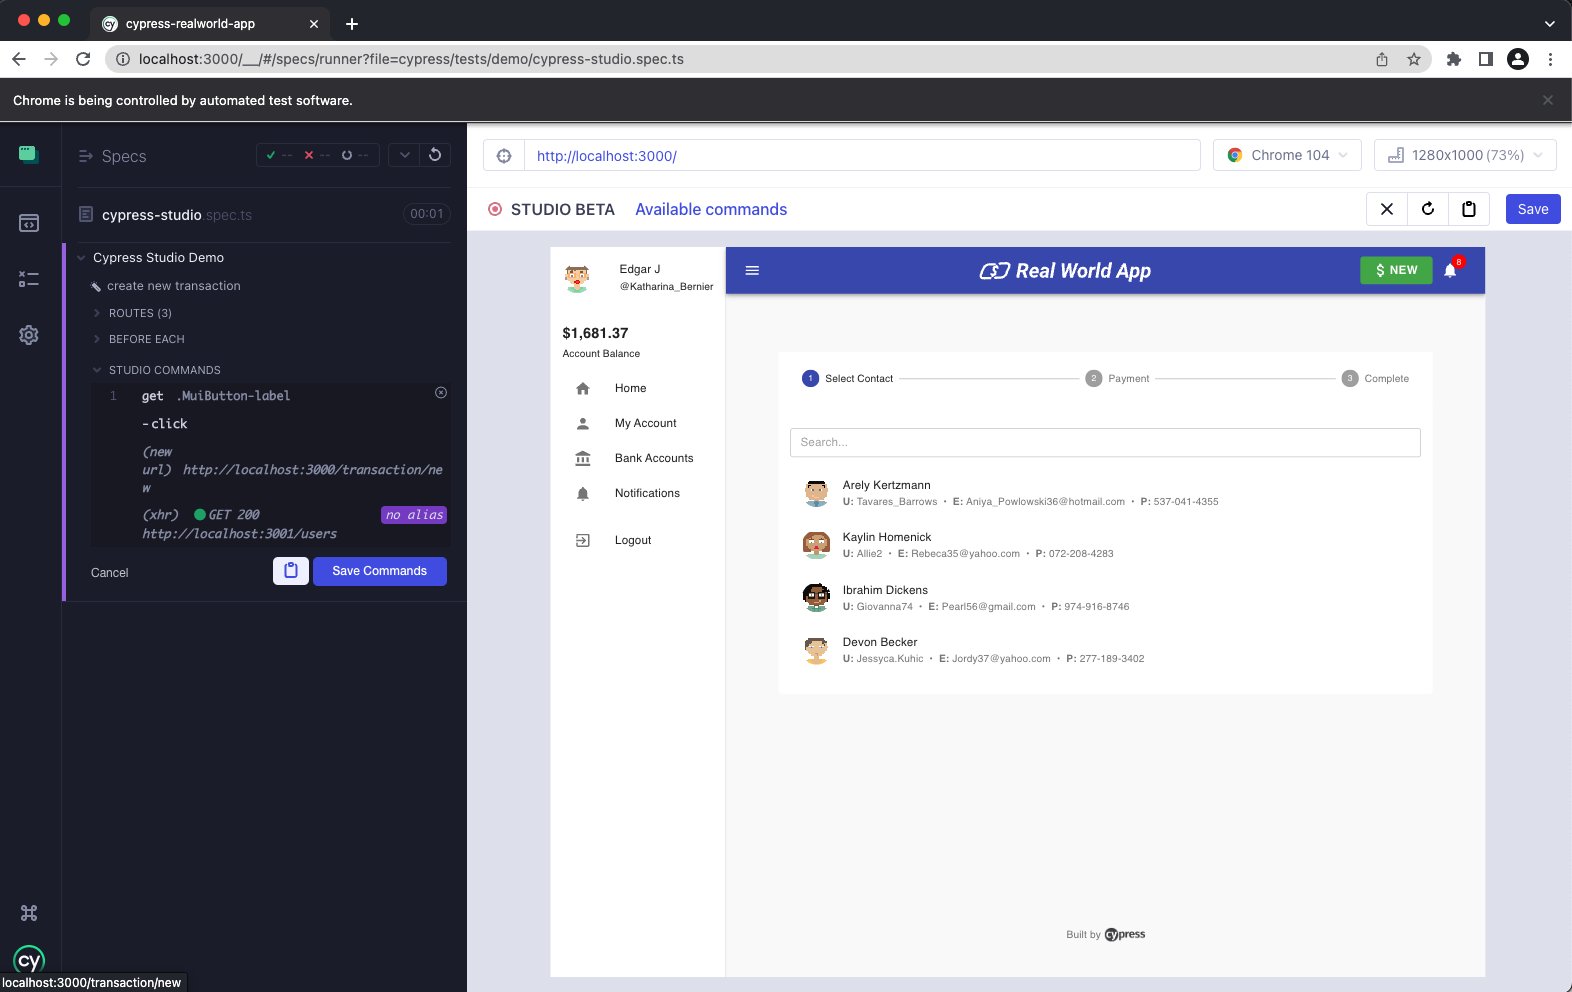 cypress-realworld-app
localhost:3000/__/#/specs/runner?file=cypress/tests/demo/cypress-studio.spec.ts
Chrome is being controlled by automated test software.
Specs
-- -- --
cypress-studio.spec.ts 00:01
Cypress Studio Demo
create new transaction
ROUTES (3)
BEFORE EACH
STUDIO COMMANDS
1 get .MuiButton-label
-click
(new
url) http://localhost:3000/transaction/ne
w
(xhr) GET 200 no alias
http://localhost:3001/users
Cancel Save Commands
cy
localhost:3000/transaction/new
http://localhost:3000/ Chrome 104 1280x1000 (73%)
STUDIO BETA Available commands Save
Edgar J
@Katharina_Bernier
$1,681.37
Account Balance
Home
My Account
Bank Accounts
Notifications
Logout
Real World App $ NEW 8
1 Select Contact 2 Payment 3 Complete
Search...
Arely Kertzmann
U: Tavares_Barrows • E: Aniya_Powlowski36@hotmail.com • P: 537-041-4355
Kaylin Homenick
U: Allie2 • E: Rebeca35@yahoo.com • P: 072-208-4283
Ibrahim Dickens
U: Giovanna74 • E: Pearl56@gmail.com • P: 974-916-8746
Devon Becker
U: Jessyca.Kuhic • E: Jordy37@yahoo.com • P: 277-189-3402
Built by cypress